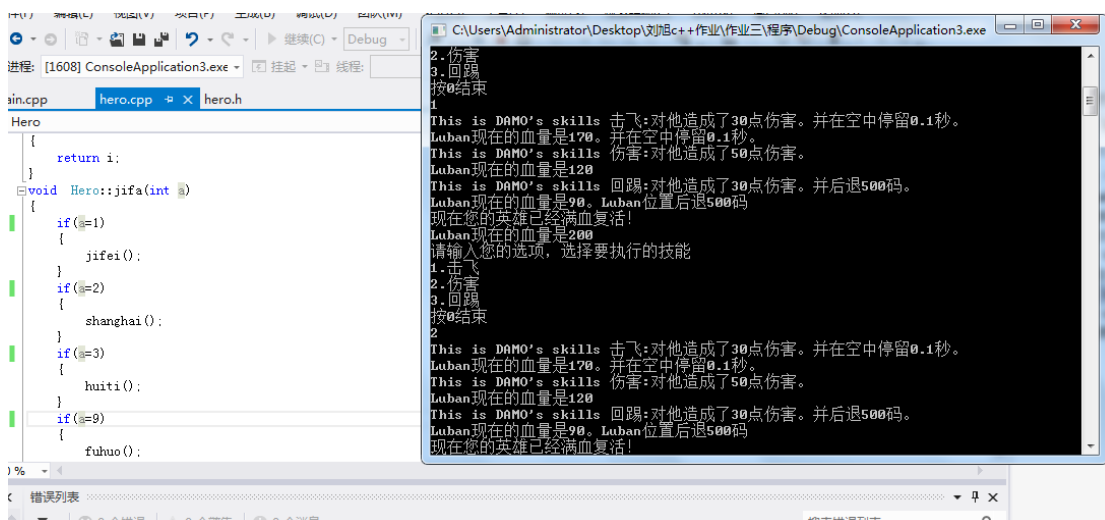 继续(C) Debug
进程: [1608] ConsoleApplication3.exe 挂起 线程:
ain.cpp hero.cpp hero.h
Hero
{
return i;
}
void Hero::jifa(int a)
{
if(a=1)
{
jifei();
}
if(a=2)
{
shanghai();
}
if(a=3)
{
huiti();
}
if(a=9)
{
fuhuo();
错误列表
C:\Users\Administrator\Desktop\刘旭c++作业\作业三\程序\Debug\ConsoleApplication3.exe
2.伤害
3.回踢
按0结束
1
This is DAMO's skills 击飞:对他造成了30点伤害。并在空中停留0.1秒。
Luban现在的血量是170。并在空中停留0.1秒。
This is DAMO's skills 伤害:对他造成了50点伤害。
Luban现在的血量是120
This is DAMO's skills 回踢:对他造成了30点伤害。并后退500码。
Luban现在的血量是90。Luban位置后退500码
现在您的英雄已经满血复活!
Luban现在的血量是200
请输入您的选项，选择要执行的技能
1.击飞
2.伤害
3.回踢
按0结束
2
This is DAMO's skills 击飞:对他造成了30点伤害。并在空中停留0.1秒。
Luban现在的血量是170。并在空中停留0.1秒。
This is DAMO's skills 伤害:对他造成了50点伤害。
Luban现在的血量是120
This is DAMO's skills 回踢:对他造成了30点伤害。并后退500码。
Luban现在的血量是90。Luban位置后退500码
现在您的英雄已经满血复活!